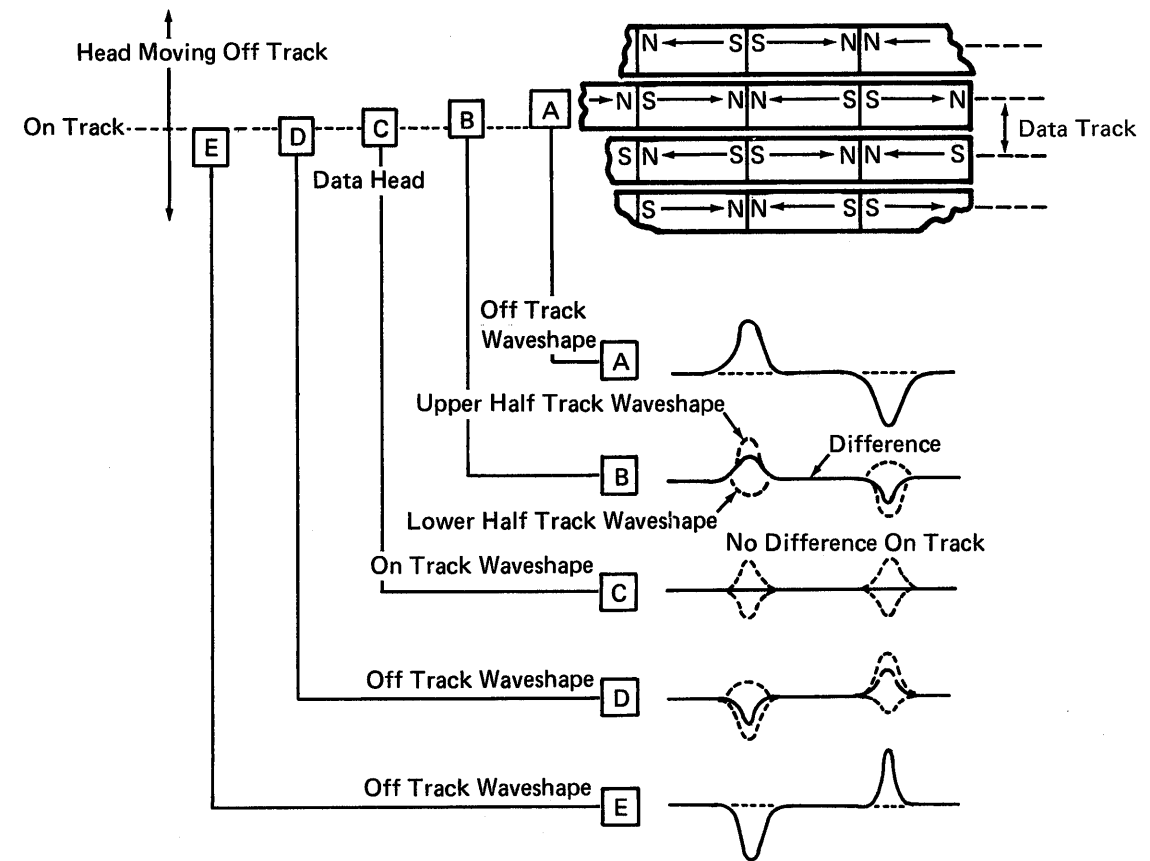 Head Moving Off Track
N S S N N
N S N N S S N
On Track
A
B
C
D
E
Data Track
S N S S N N S
Data Head
S N N S S
Off Track
Waveshape
A
Upper Half Track Waveshape
Difference
B
Lower Half Track Waveshape
No Difference On Track
On Track Waveshape
C
Off Track Waveshape
D
Off Track Waveshape
E